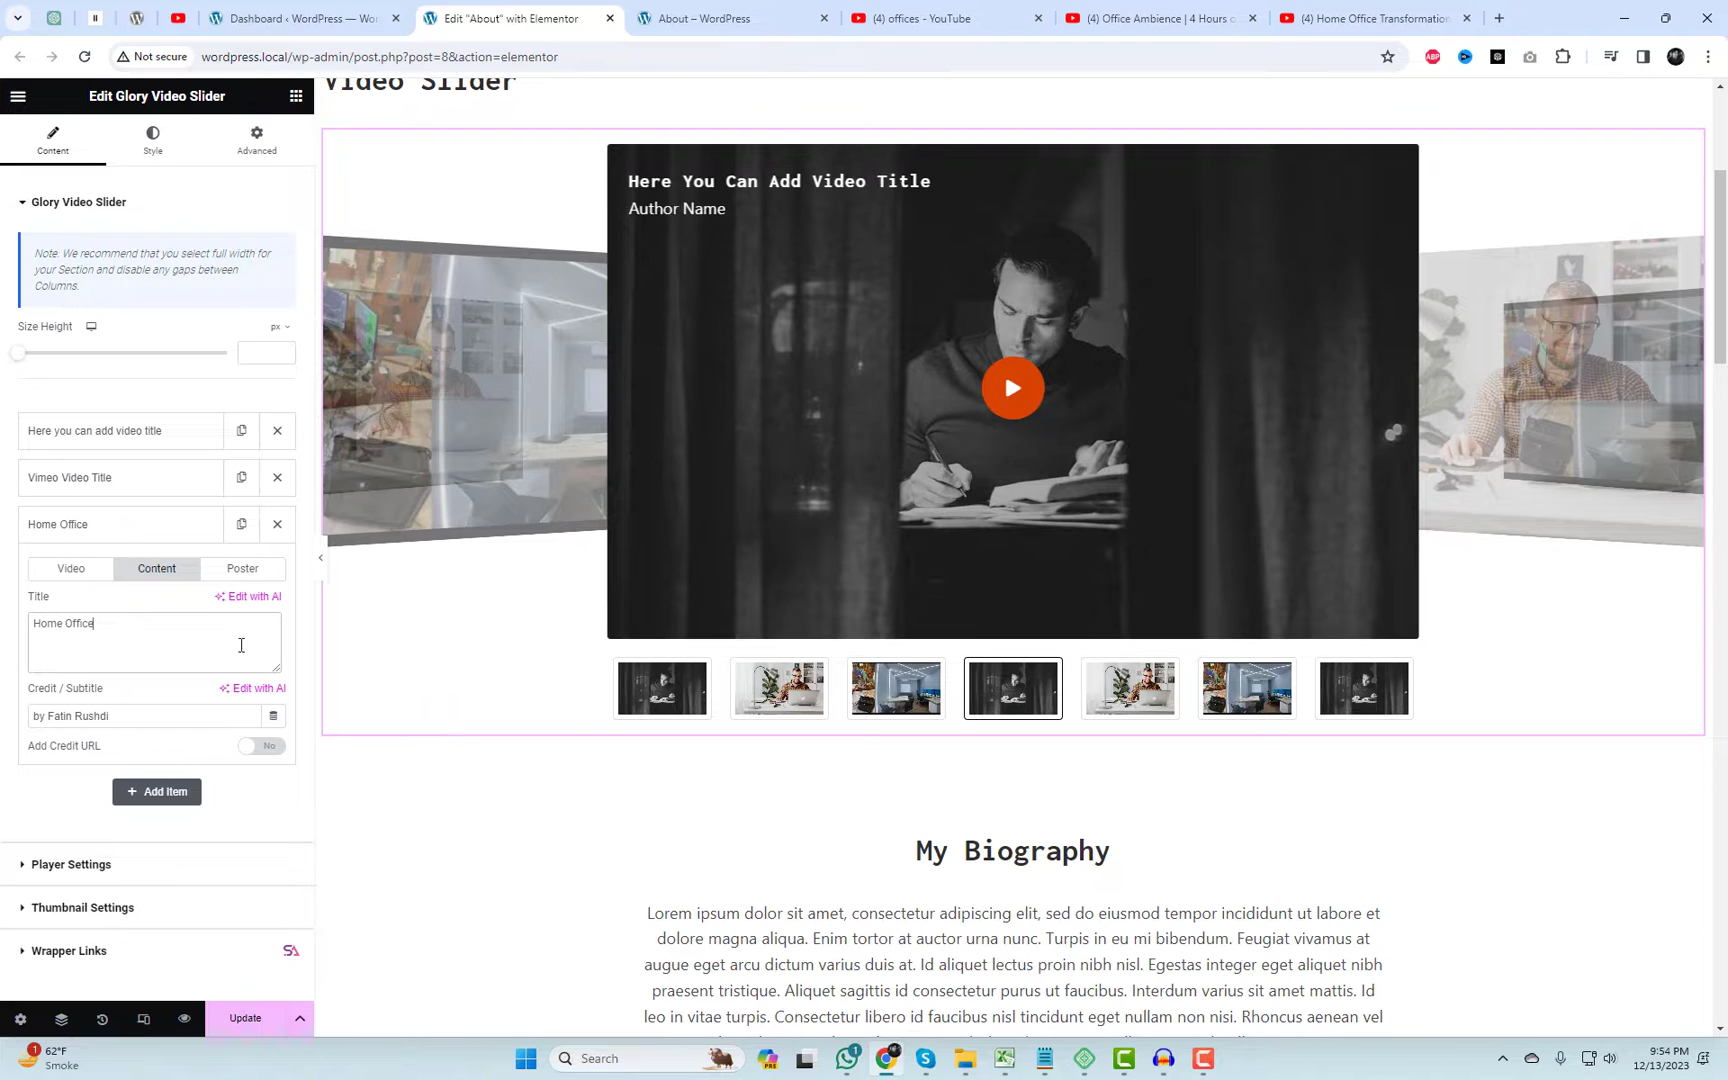 Dashboard ‹ WordPress — Wor
Edit "About" with Elementor
About – WordPress
(4) offices - YouTube
(4) Office Ambience | 4 Hours o
(4) Home Office Transformation
Not secure
wordpress.local/wp-admin/post.php?post=8&action=elementor
ABP
Edit Glory Video Slider
Content
Style
Advanced
Glory Video Slider
Note: We recommend that you select full width for
your Section and disable any gaps between
Columns.
Size Height
px
Here you can add video title
Vimeo Video Title
Home Office
Video
Content
Poster
Title
Edit with AI
Home Office
Credit / Subtitle
Edit with AI
by Fatin Rushdi
Add Credit URL
No
Add Item
Player Settings
Thumbnail Settings
Wrapper Links
Update
Video Slider
Here You Can Add Video Title
Author Name
My Biography
Lorem ipsum dolor sit amet, consectetur adipiscing elit, sed do eiusmod tempor incididunt ut labore et
dolore magna aliqua. Enim tortor at auctor urna nunc. Turpis in eu mi bibendum. Feugiat vivamus at
augue eget arcu dictum varius duis at. Id aliquet lectus proin nibh nisl. Egestas integer eget aliquet nibh
praesent tristique. Aliquet sagittis id consectetur purus ut faucibus. Interdum varius sit amet mattis. Id
leo in vitae turpis. Consectetur libero id faucibus nisl tincidunt eget nullam non nisi. Rhoncus aenean vel
1
62°F
Smoke
Search
PRE
1
9:54 PM
12/13/2023